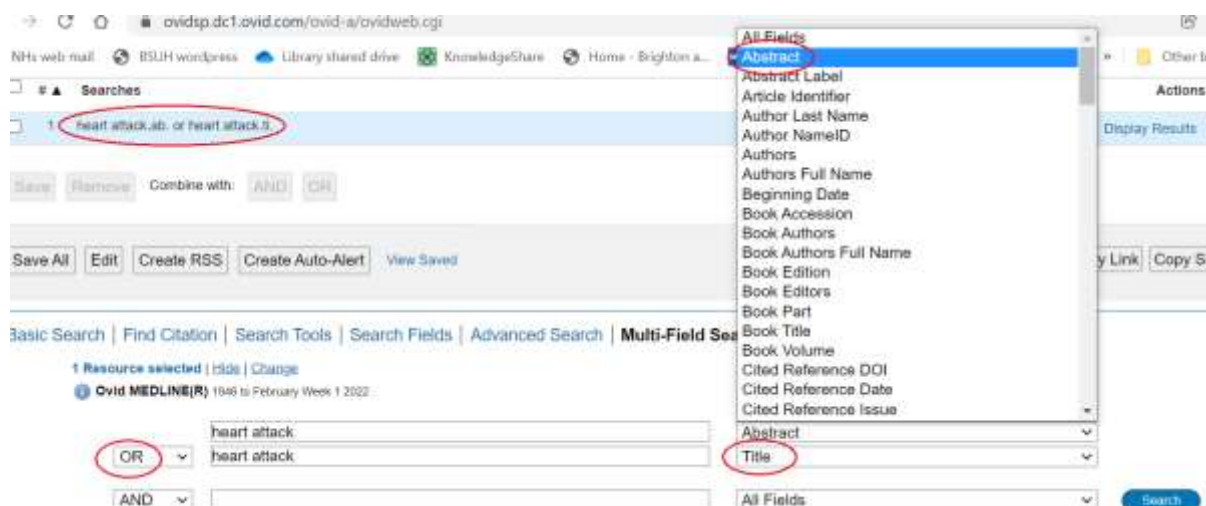 ovidsp.dc1.ovid.com/ovid-a/ovidweb.cgi
NHs web mail BSUH wordpress Library shared drive KnowledgeShare Home - Brighton a... » Other b
All Fields
Abstract
Abstract Label
Article Identifier
Author Last Name
Author NameID
Authors
Authors Full Name
Beginning Date
Book Accession
Book Authors
Book Authors Full Name
Book Edition
Book Editors
Book Part
Book Title
Book Volume
Cited Reference DOI
Cited Reference Date
Cited Reference Issue
# ▲ Searches Actions
1 heart attack.ab. or heart attack.ti. Display Results
Save Remove Combine with: AND OR
Save All Edit Create RSS Create Auto-Alert View Saved y Link Copy S
Basic Search | Find Citation | Search Tools | Search Fields | Advanced Search | Multi-Field Sea
1 Resource selected | Hide | Change
Ovid MEDLINE(R) 1946 to February Week 1 2022
heart attack Abstract
OR heart attack Title
AND All Fields Search